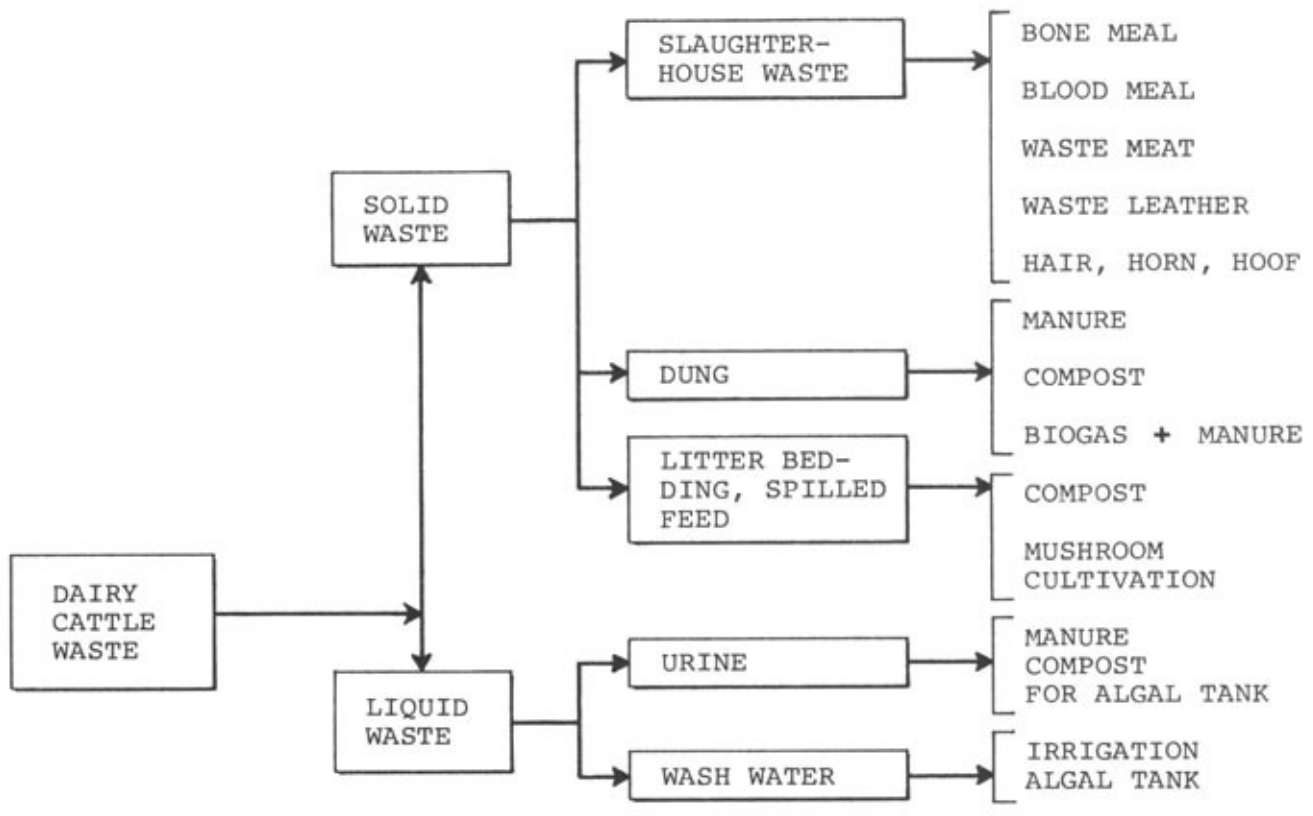 SLAUGHTER-
HOUSE WASTE
BONE MEAL
BLOOD MEAL
WASTE MEAT
WASTE LEATHER
HAIR, HORN, HOOF
SOLID
WASTE
DUNG
MANURE
COMPOST
BIOGAS + MANURE
LITTER BED-
DING, SPILLED
FEED
COMPOST
MUSHROOM
CULTIVATION
DAIRY
CATTLE
WASTE
LIQUID
WASTE
URINE
MANURE
COMPOST
FOR ALGAL TANK
WASH WATER
IRRIGATION
ALGAL TANK